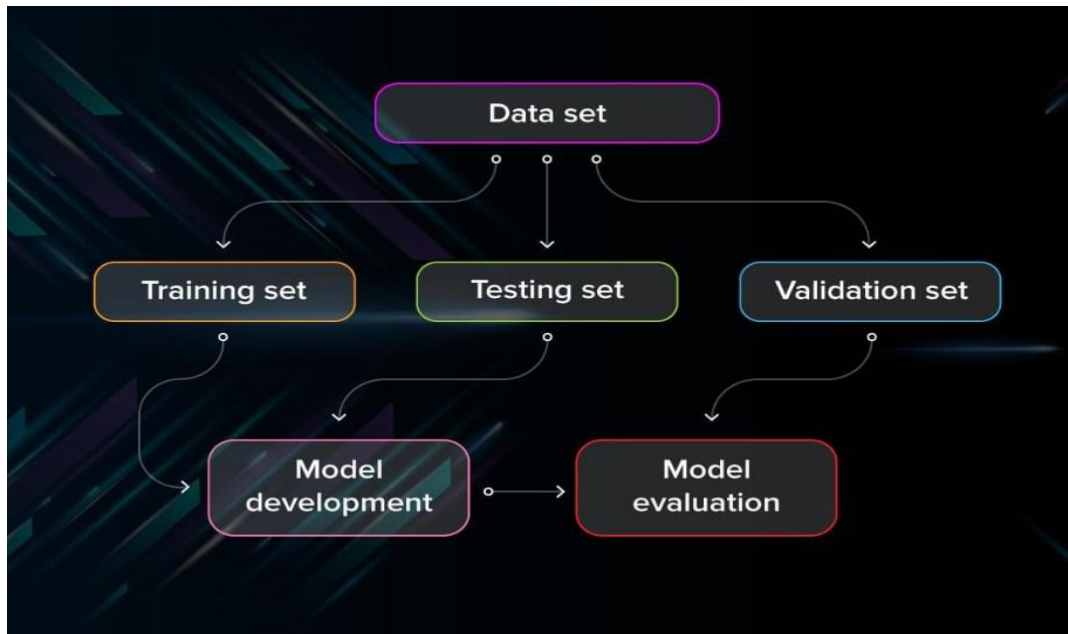 Data set
Training set
Testing set
Validation set
Model
development
Model
evaluation